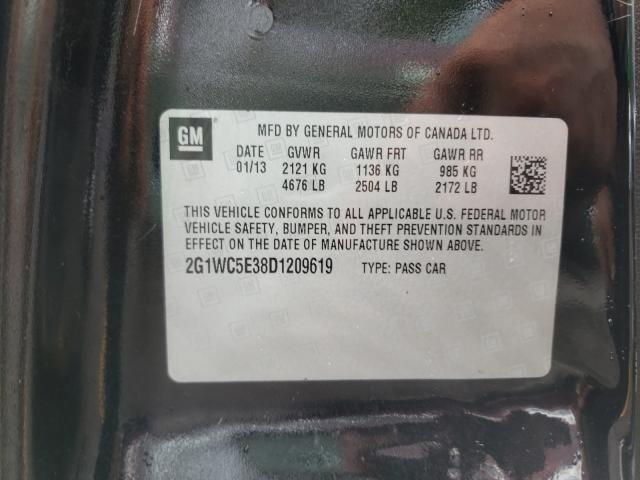 GM
MFD BY GENERAL MOTORS OF CANADA LTD.
DATE GVWR GAWR FRT GAWR RR
01/13 2121 KG 1136 KG 985 KG
4676 LB 2504 LB 2172 LB
THIS VEHICLE CONFORMS TO ALL APPLICABLE U.S. FEDERAL MOTOR
VEHICLE SAFETY, BUMPER, AND THEFT PREVENTION STANDARDS IN
EFFECT ON THE DATE OF MANUFACTURE SHOWN ABOVE.
2G1WC5E38D1209619 TYPE: PASS CAR